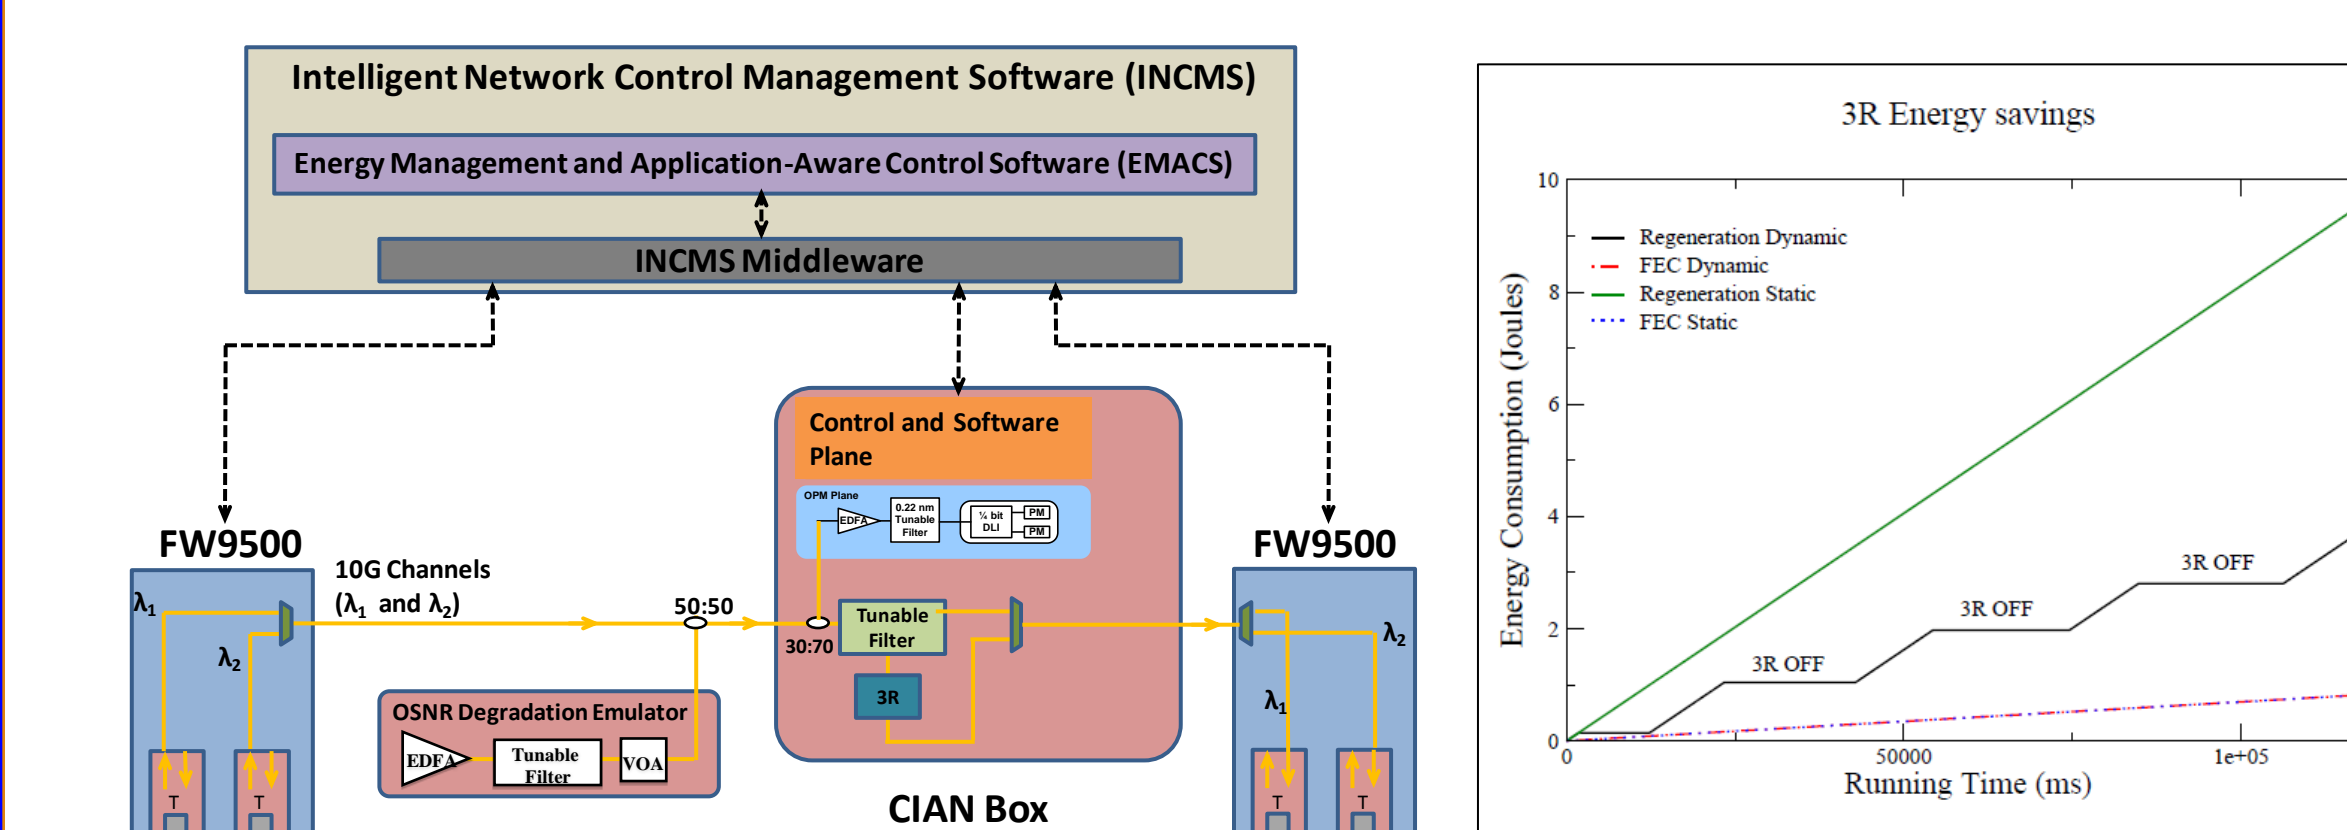 Intelligent Network Control Management Software (INCMS)
Energy Management and Application-Aware Control Software (EMACS)
INCMS Middleware
Control and Software
Plane
OPM Plane
EDFA
0.22 nm
Tunable
Filter
¼ bit
DLI
PM
PM
FW9500
10G Channels
(λ1 and λ2)
λ1
λ2
50:50
30:70
Tunable
Filter
3R
OSNR Degradation Emulator
EDFA
Tunable
Filter
VOA
T
T
CIAN Box
FW9500
λ2
λ1
T
T
3R Energy savings
Energy Consumption (Joules)
10
8
6
4
2
0
Regeneration Dynamic
FEC Dynamic
Regeneration Static
FEC Static
3R OFF
3R OFF
3R OFF
0
50000
1e+05
Running Time (ms)